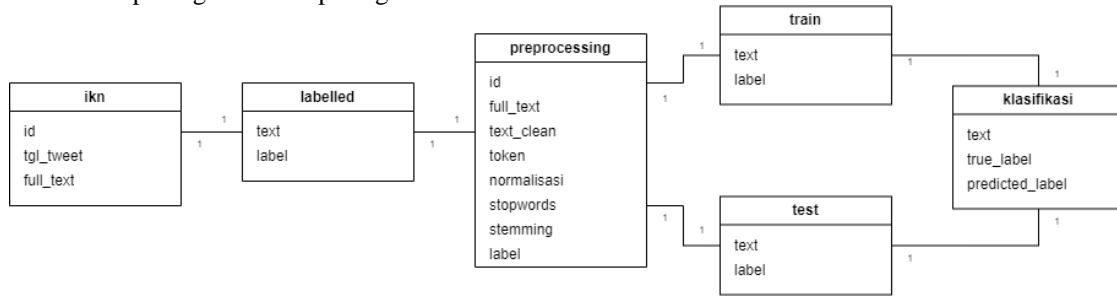 ikn
id
tgl_tweet
full_text
1
1
labelled
text
label
1
1
preprocessing
id
full_text
text_clean
token
normalisasi
stopwords
stemming
label
1
1
train
text
label
1
1
1
1
test
text
label
1
1
klasifikasi
text
true_label
predicted_label